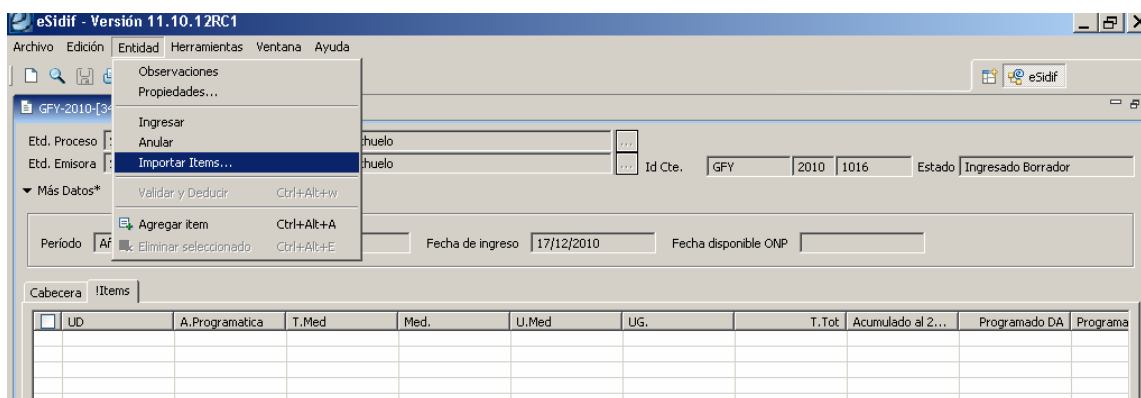 eSidif - Versión 11.10.12RC1
Archivo Edición Entidad Herramientas Ventana Ayuda
Observaciones
Propiedades...
Ingresar
Anular
Importar Items...
Validar y Deducir Ctrl+Alt+w
Agregar item Ctrl+Alt+A
Eliminar seleccionado Ctrl+Alt+E
eSidif
GFY-2010-[34
Etd. Proceso huelo ...
Etd. Emisora huelo ... Id Cte. GFY 2010 1016 Estado Ingresado Borrador
Más Datos*
Período Añ Fecha de ingreso 17/12/2010 Fecha disponible ONP
Cabecera !Items
UD A.Programatica T.Med Med. U.Med UG. T.Tot Acumulado al 2... Programado DA Programa